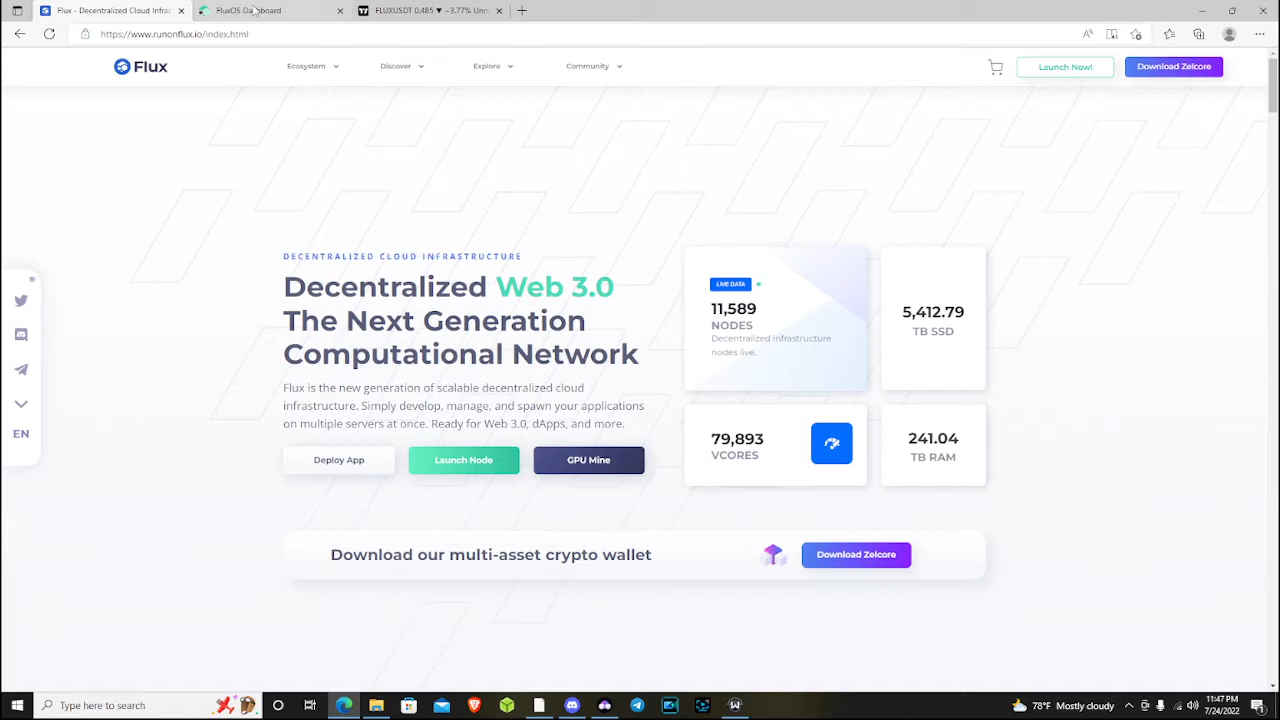 Flux - Decentralized Cloud Infras
FluxOS Dashboard
FLUXUSDT 0.485 ▼ −3.77% Unn
https://www.runonflux.io/index.html
Flux
Ecosystem
Discover
Explore
Community
Launch Now!
Download Zelcore
DECENTRALIZED CLOUD INFRASTRUCTURE
Decentralized Web 3.0
The Next Generation
Computational Network
Flux is the new generation of scalable decentralized cloud
infrastructure. Simply develop, manage, and spawn your applications
on multiple servers at once. Ready for Web 3.0, dApps, and more.
Deploy App
Launch Node
GPU Mine
LIVE DATA
11,589
NODES
Decentralized infrastructure
nodes live.
5,412.79
TB SSD
79,893
VCORES
241.04
TB RAM
EN
Download our multi-asset crypto wallet
Download Zelcore
Type here to search
78°F Mostly cloudy
11:47 PM
7/24/2022